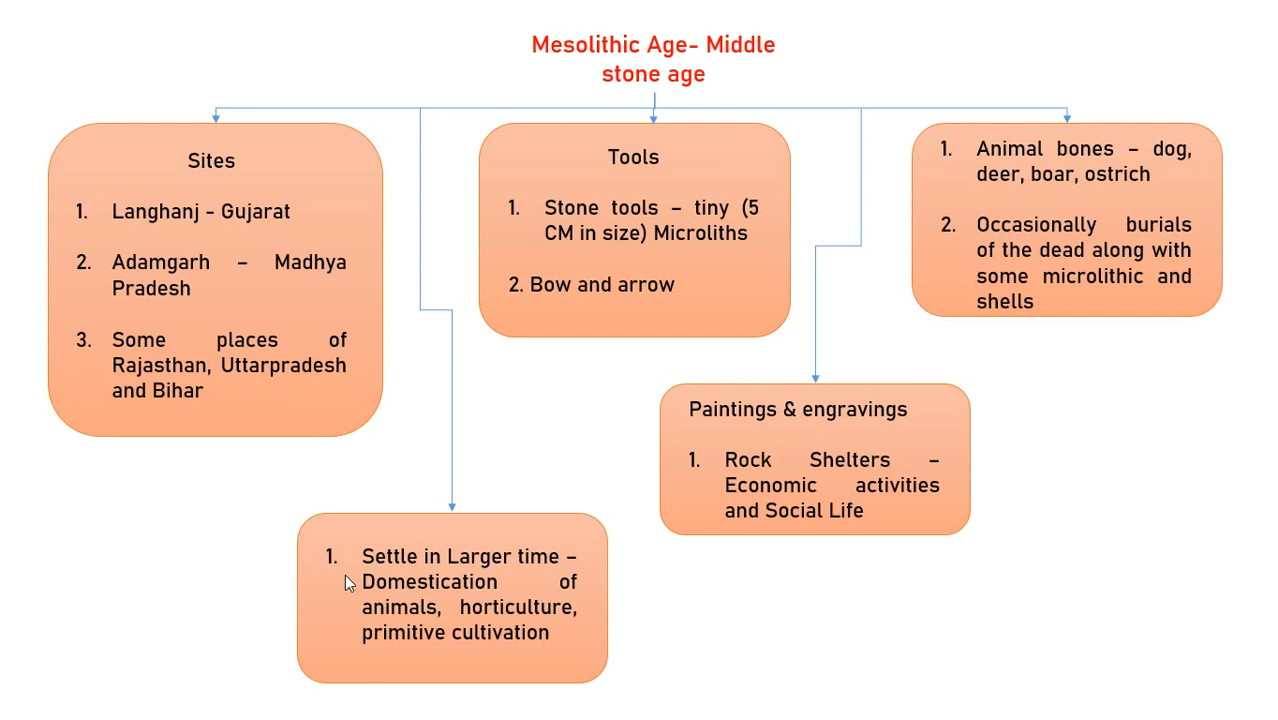 Mesolithic Age- Middle
stone age
Sites
1. Langhanj - Gujarat
2. Adamgarh – Madhya
Pradesh
3. Some places of
Rajasthan, Uttarpradesh
and Bihar
Tools
1. Stone tools – tiny (5
CM in size) Microliths
2. Bow and arrow
1. Animal bones – dog,
deer, boar, ostrich
2. Occasionally burials
of the dead along with
some microlithic and
shells
Paintings & engravings
1. Rock Shelters –
Economic activities
and Social Life
1. Settle in Larger time –
Domestication of
animals, horticulture,
primitive cultivation